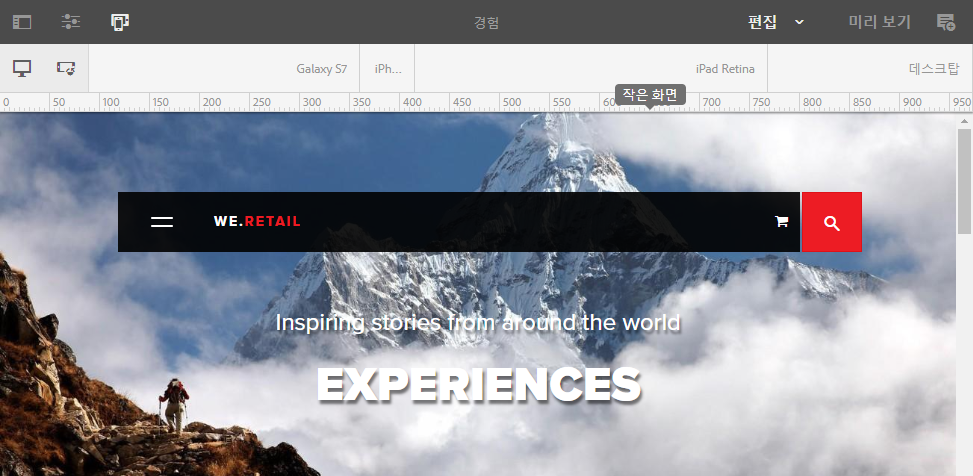 경험
편집
미리 보기
Galaxy S7
iPh...
iPad Retina
데스크탑
0 50 100 150 200 250 300 350 400 450 500 550 700 750 800 850 900 950
작은 화면
WE.RETAIL
Inspiring stories from around the world
EXPERIENCES